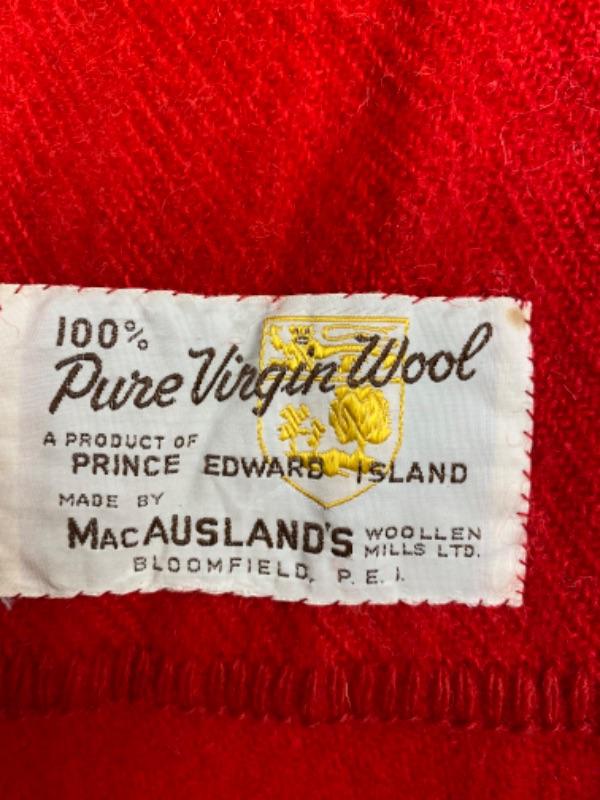 100%
Pure Virgin Wool
A PRODUCT OF
PRINCE EDWARD ISLAND
MADE BY
MACAUSLAND'S WOOLLEN MILLS LTD.
BLOOMFIELD, P.E.I.